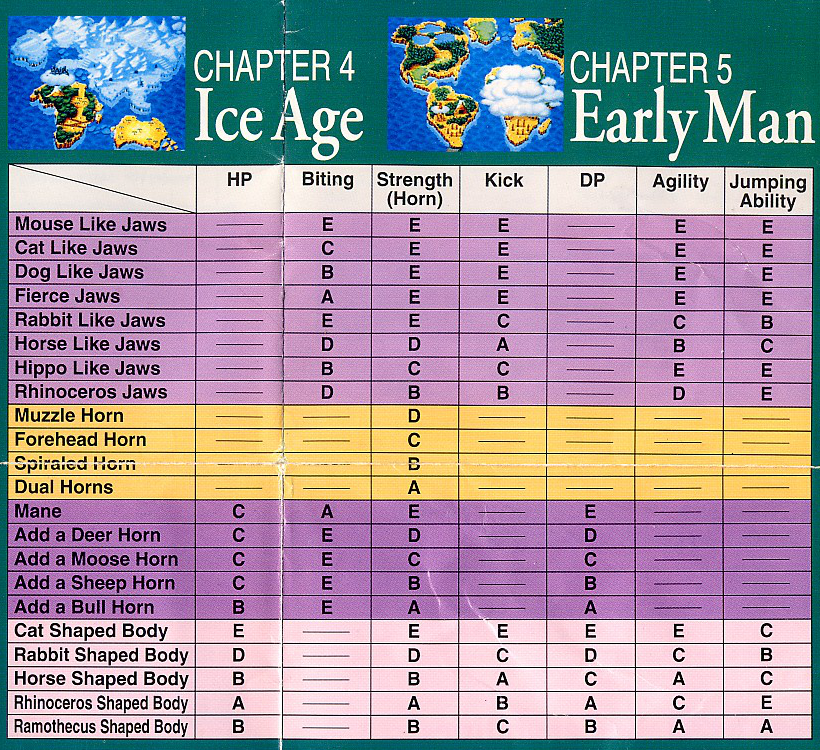 CHAPTER 4
Ice Age
CHAPTER 5
Early Man
HP Biting Strength (Horn) Kick DP Agility Jumping Ability
Mouse Like Jaws — E E E — E E
Cat Like Jaws — C E E — E E
Dog Like Jaws — B E E — E E
Fierce Jaws — A E E — E E
Rabbit Like Jaws — E E C — C B
Horse Like Jaws — D D A — B C
Hippo Like Jaws — B C C — E E
Rhinoceros Jaws — D B B — D E
Muzzle Horn — — D — — — —
Forehead Horn — — C — — — —
Spiraled Horn — — B — — — —
Dual Horns — — A — — — —
Mane C A E — E — —
Add a Deer Horn C E D — D — —
Add a Moose Horn C E C — C — —
Add a Sheep Horn C E B — B — —
Add a Bull Horn B E A — A — —
Cat Shaped Body E — E E E E C
Rabbit Shaped Body D — D C D C B
Horse Shaped Body B — B A C A C
Rhinoceros Shaped Body A — A B A C E
Ramothecus Shaped Body B — B C B A A